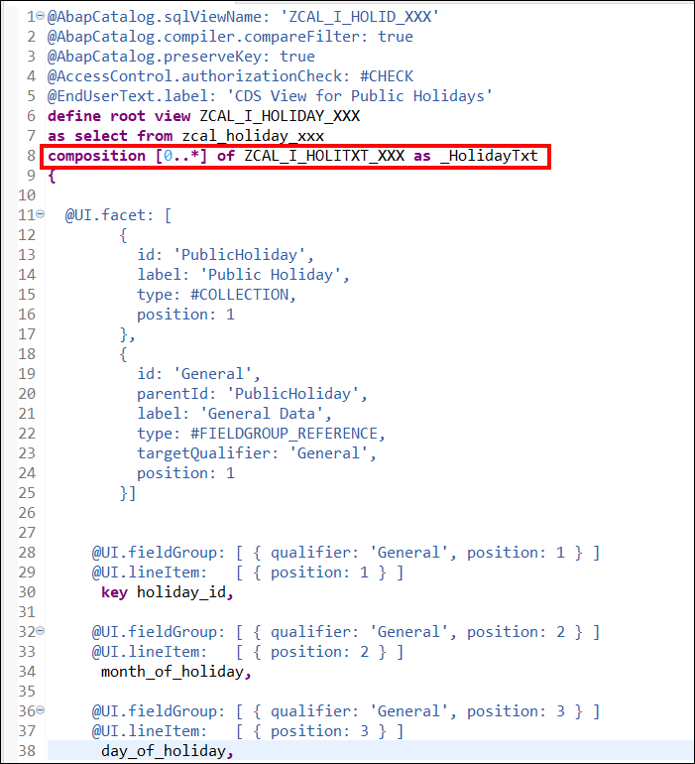 1 @AbapCatalog.sqlViewName: 'ZCAL_I_HOLID_XXX'
2 @AbapCatalog.compiler.compareFilter: true
3 @AbapCatalog.preserveKey: true
4 @AccessControl.authorizationCheck: #CHECK
5 @EndUserText.label: 'CDS View for Public Holidays'
6 define root view ZCAL_I_HOLIDAY_XXX
7 as select from zcal_holiday_xxx
8 composition [0..*] of ZCAL_I_HOLITXT_XXX as _HolidayTxt
9 {
10
11 @UI.facet: [
12 {
13 id: 'PublicHoliday',
14 label: 'Public Holiday',
15 type: #COLLECTION,
16 position: 1
17 },
18 {
19 id: 'General',
20 parentId: 'PublicHoliday',
21 label: 'General Data',
22 type: #FIELDGROUP_REFERENCE,
23 targetQualifier: 'General',
24 position: 1
25 }]
26
27
28 @UI.fieldGroup: [ { qualifier: 'General', position: 1 } ]
29 @UI.lineItem: [ { position: 1 } ]
30 key holiday_id,
31
32 @UI.fieldGroup: [ { qualifier: 'General', position: 2 } ]
33 @UI.lineItem: [ { position: 2 } ]
34 month_of_holiday,
35
36 @UI.fieldGroup: [ { qualifier: 'General', position: 3 } ]
37 @UI.lineItem: [ { position: 3 } ]
38 day_of_holiday,